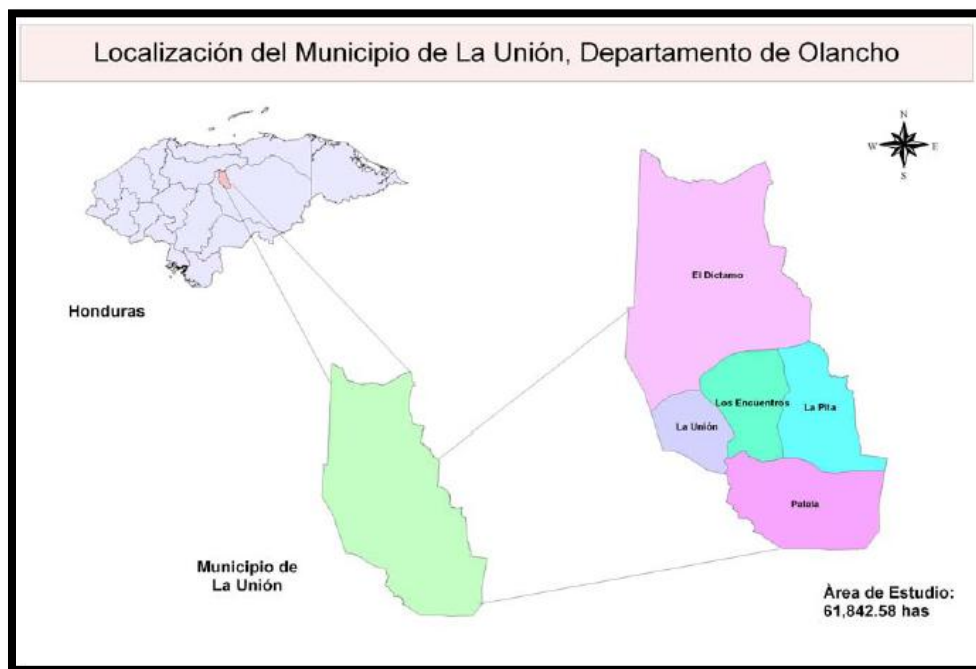 Localización del Municipio de La Unión, Departamento de Olancho
N
W E
S
Honduras
El Dictamo
Los Encuentros
La Pita
La Unión
Patota
Municipio de
La Unión
Àrea de Estudio:
61,842.58 has